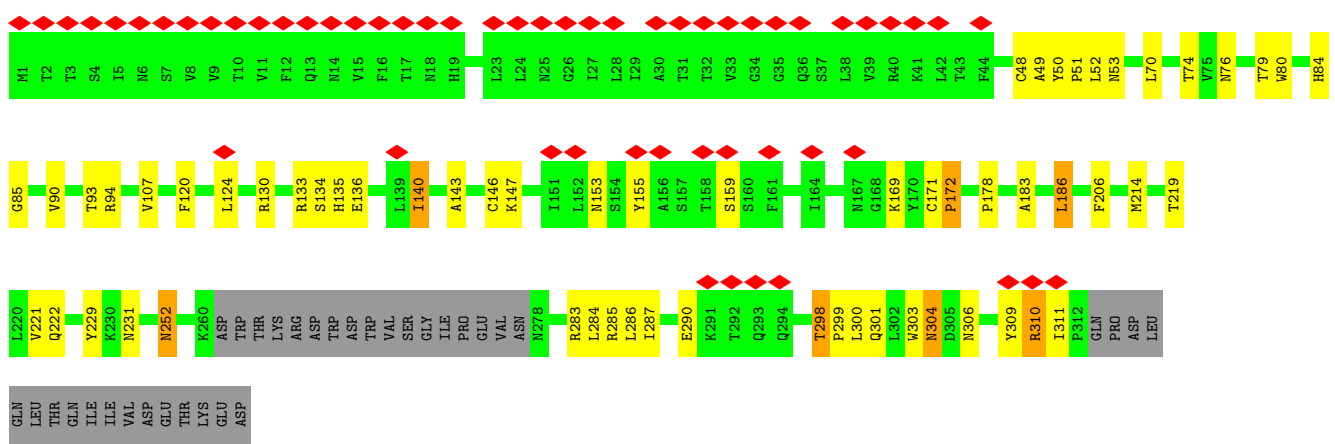 M1 T2 T3 S4 I5 N6 S7 V8 V9 T10 V11 F12 Q13 N14 V15 F16 T17 N18 H19 L23 L24 N25 G26 I27 L28 I29 A30 T31 T32 V33 G34 G35 Q36 S37 L38 V39 R40 K41 L42 T43 F44 C48 A49 Y50 P51 L52 N53 L70 T74 V75 N76 T79 W80 H84
G85 V90 T93 R94 V107 F120 L124 R130 R133 S134 H135 E136 L139 I140 A143 C146 K147 I151 L152 N153 S154 Y155 A156 S157 T158 S159 S160 F161 I164 N167 G168 K169 Y170 C171 P172 P178 A183 L186 F206 M214 T219
L220 V221 Q222 Y229 K230 N231 N252 K260 ASP TRP THR LYS ARG ASP TRP ASP TRP VAL SER GLY ILE PRO GLU VAL ASN N278 R283 L284 R285 L286 I287 E290 K291 T292 Q293 Q294 T298 P299 L300 Q301 L302 W303 N304 D305 N306 Y309 R310 I311 P312 GLN PRO ASP LEU
GLN LEU THR GLN ILE ILE VAL ASP GLU THR LYS GLU ASP